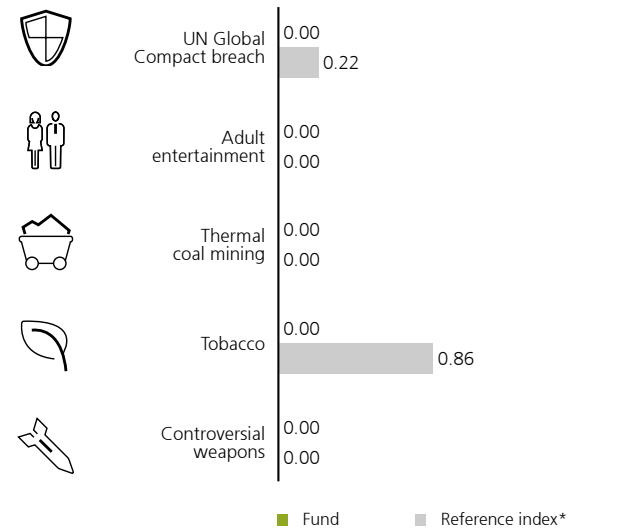 0.00
UN Global
Compact breach
0.22
0.00
Adult
entertainment
0.00
0.00
Thermal
coal mining
0.00
0.00
Tobacco
0.86
0.00
Controversial
weapons
0.00
Fund
Reference index*